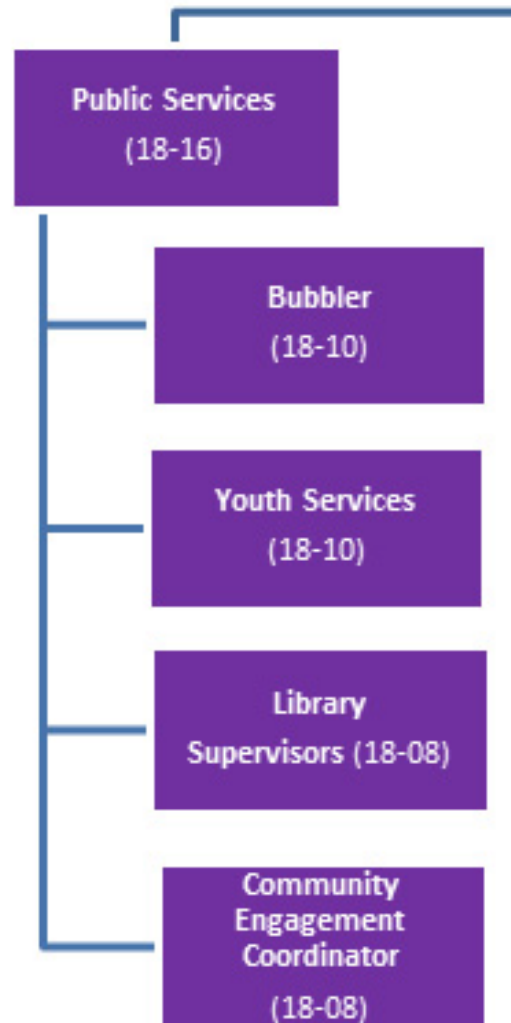 Public Services
(18-16)
Bubbler
(18-10)
Youth Services
(18-10)
Library
Supervisors (18-08)
Community
Engagement
Coordinator
(18-08)